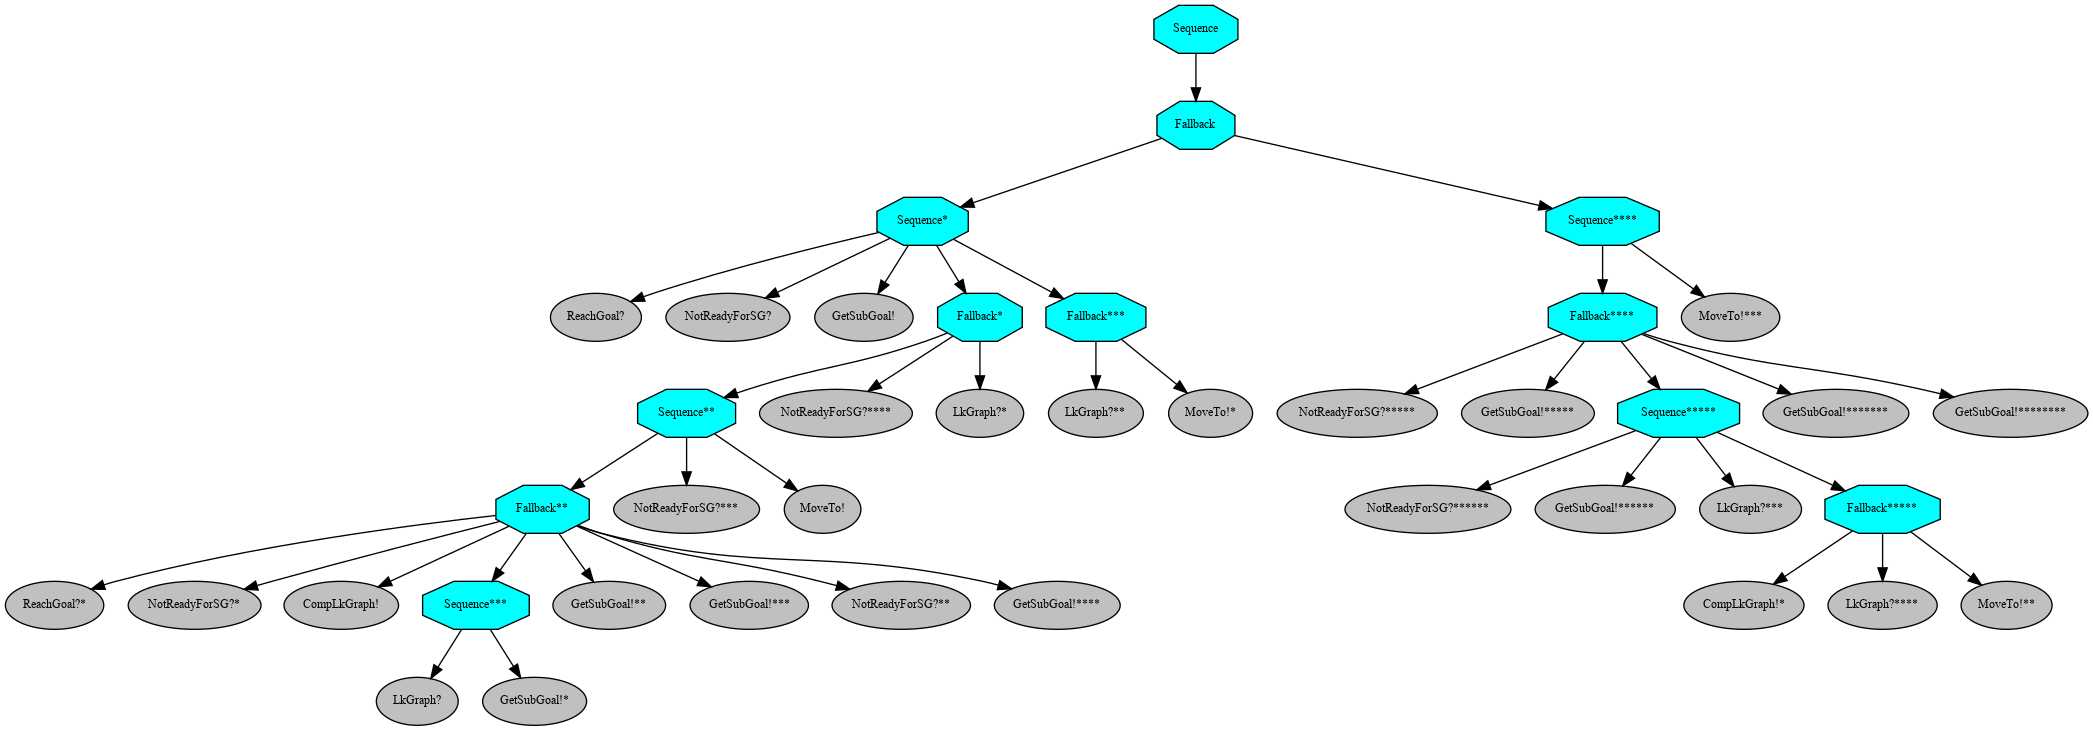 Sequence
Fallback
Sequence*
Sequence****
ReachGoal?
NotReadyForSG?
GetSubGoal!
Fallback*
Fallback***
Fallback****
MoveTo!***
Sequence**
NotReadyForSG?****
LkGraph?*
LkGraph?**
MoveTo!*
NotReadyForSG?*****
GetSubGoal!*****
Sequence*****
GetSubGoal!*******
GetSubGoal!********
Fallback**
NotReadyForSG?***
MoveTo!
NotReadyForSG?******
GetSubGoal!******
LkGraph?***
Fallback*****
ReachGoal?*
NotReadyForSG?*
CompLkGraph!
Sequence***
GetSubGoal!**
GetSubGoal!***
NotReadyForSG?**
GetSubGoal!****
CompLkGraph!*
LkGraph?****
MoveTo!**
LkGraph?
GetSubGoal!*